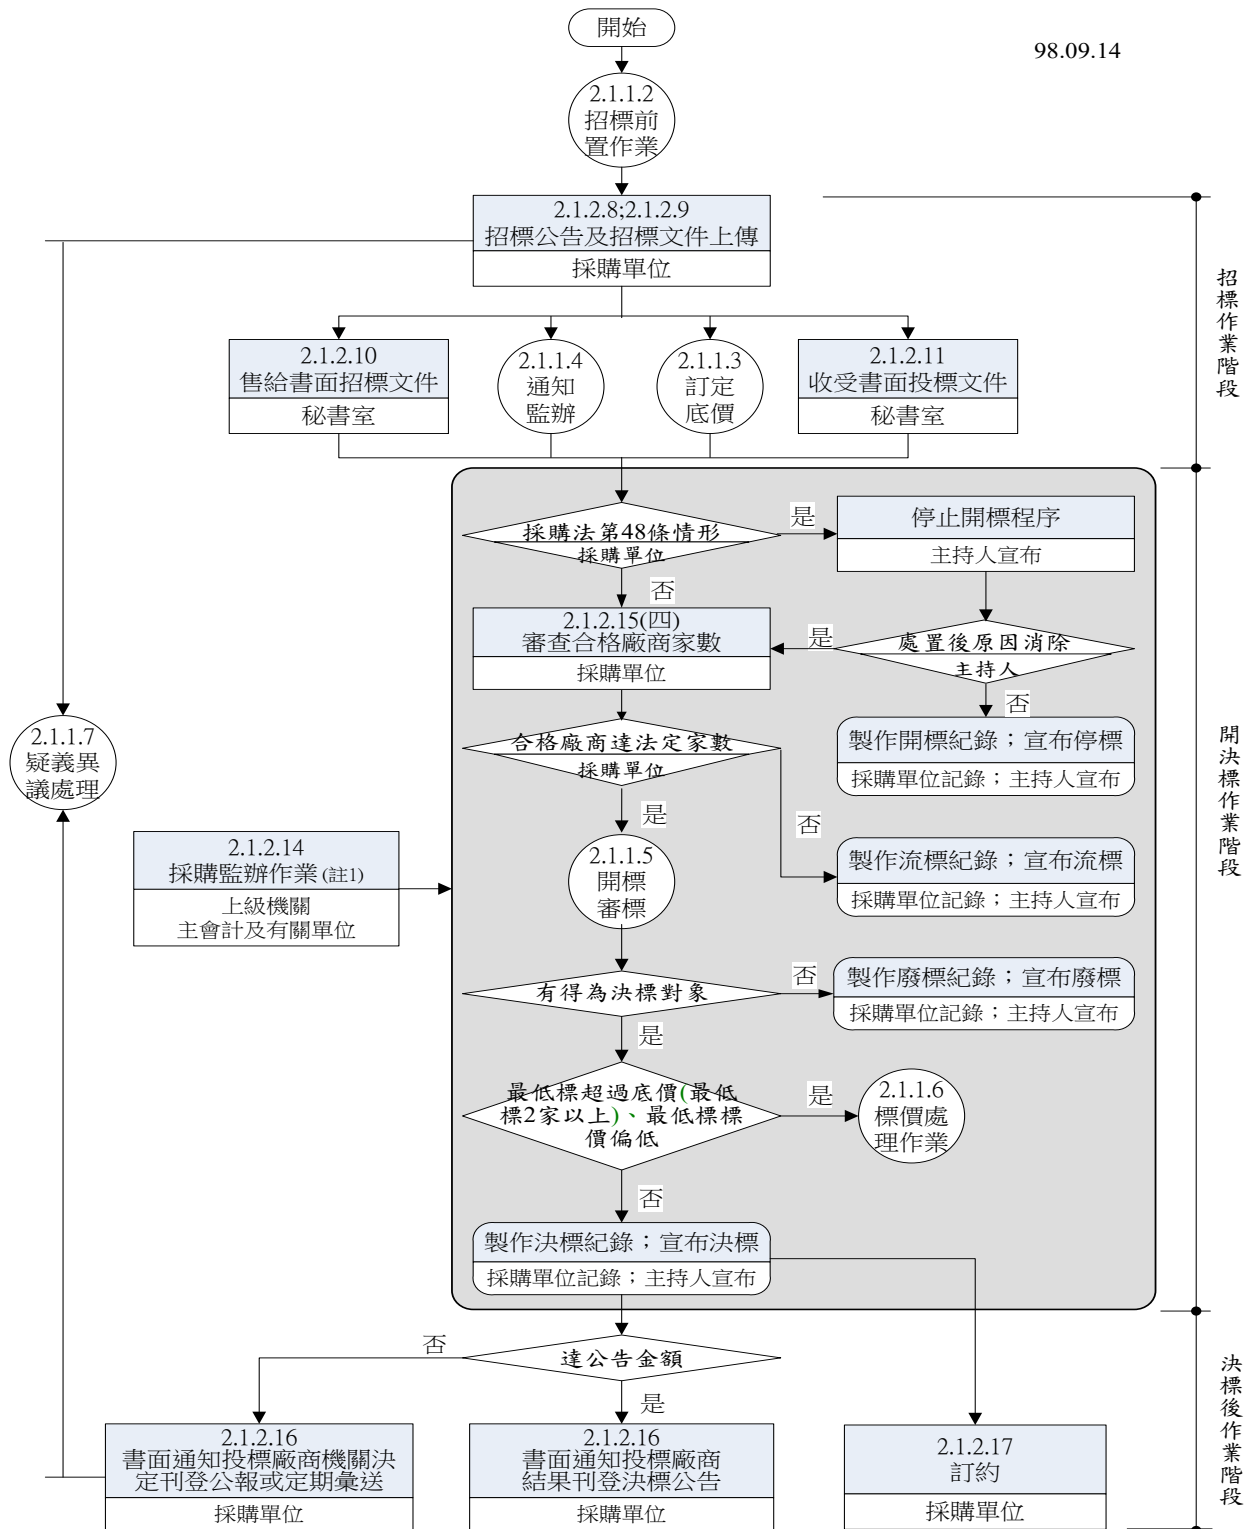 開始
98.09.14
2.1.1.2
招標前
置作業
2.1.2.8;2.1.2.9
招標公告及招標文件上傳
採購單位
招標作業階段
2.1.2.10
售給書面招標文件
秘書室
2.1.1.4
通知
監辦
2.1.1.3
訂定
底價
2.1.2.11
收受書面投標文件
秘書室
採購法第48條情形
採購單位
是
停止開標程序
主持人宣布
否
2.1.2.15(四)
審查合格廠商家數
採購單位
是
處置後原因消除
主持人
否
製作開標紀錄；宣布停標
採購單位記錄；主持人宣布
合格廠商達法定家數
採購單位
2.1.1.7
疑義異
議處理
開決標作業階段
是
否
2.1.1.5
開標
審標
製作流標紀錄；宣布流標
採購單位記錄；主持人宣布
2.1.2.14
採購監辦作業(註1)
上級機關
主會計及有關單位
有得為決標對象
否
製作廢標紀錄；宣布廢標
採購單位記錄；主持人宣布
是
最低標超過底價(最低
標2家以上)、最低標標
價偏低
是
2.1.1.6
標價處
理作業
否
製作決標紀錄；宣布決標
採購單位記錄；主持人宣布
達公告金額
否
是
決標後作業階段
2.1.2.16
書面通知投標廠商機關決
定刊登公報或定期彙送
採購單位
2.1.2.16
書面通知投標廠商
結果刊登決標公告
採購單位
2.1.2.17
訂約
採購單位